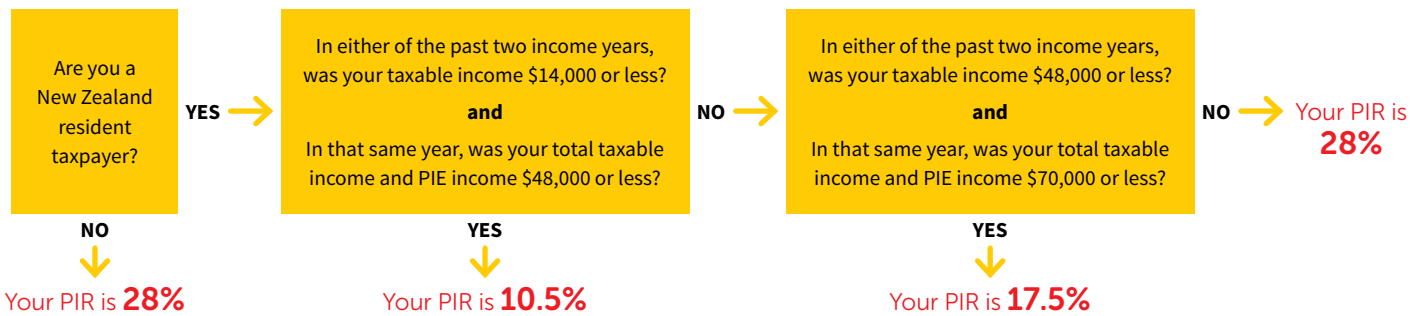 Are you a
New Zealand
resident
taxpayer?
YES
In either of the past two income years,
was your taxable income $14,000 or less?
and
In that same year, was your total taxable
income and PIE income $48,000 or less?
NO
In either of the past two income years,
was your taxable income $48,000 or less?
and
In that same year, was your total taxable
income and PIE income $70,000 or less?
NO
Your PIR is
28%
NO
Your PIR is 28%
YES
Your PIR is 10.5%
YES
Your PIR is 17.5%